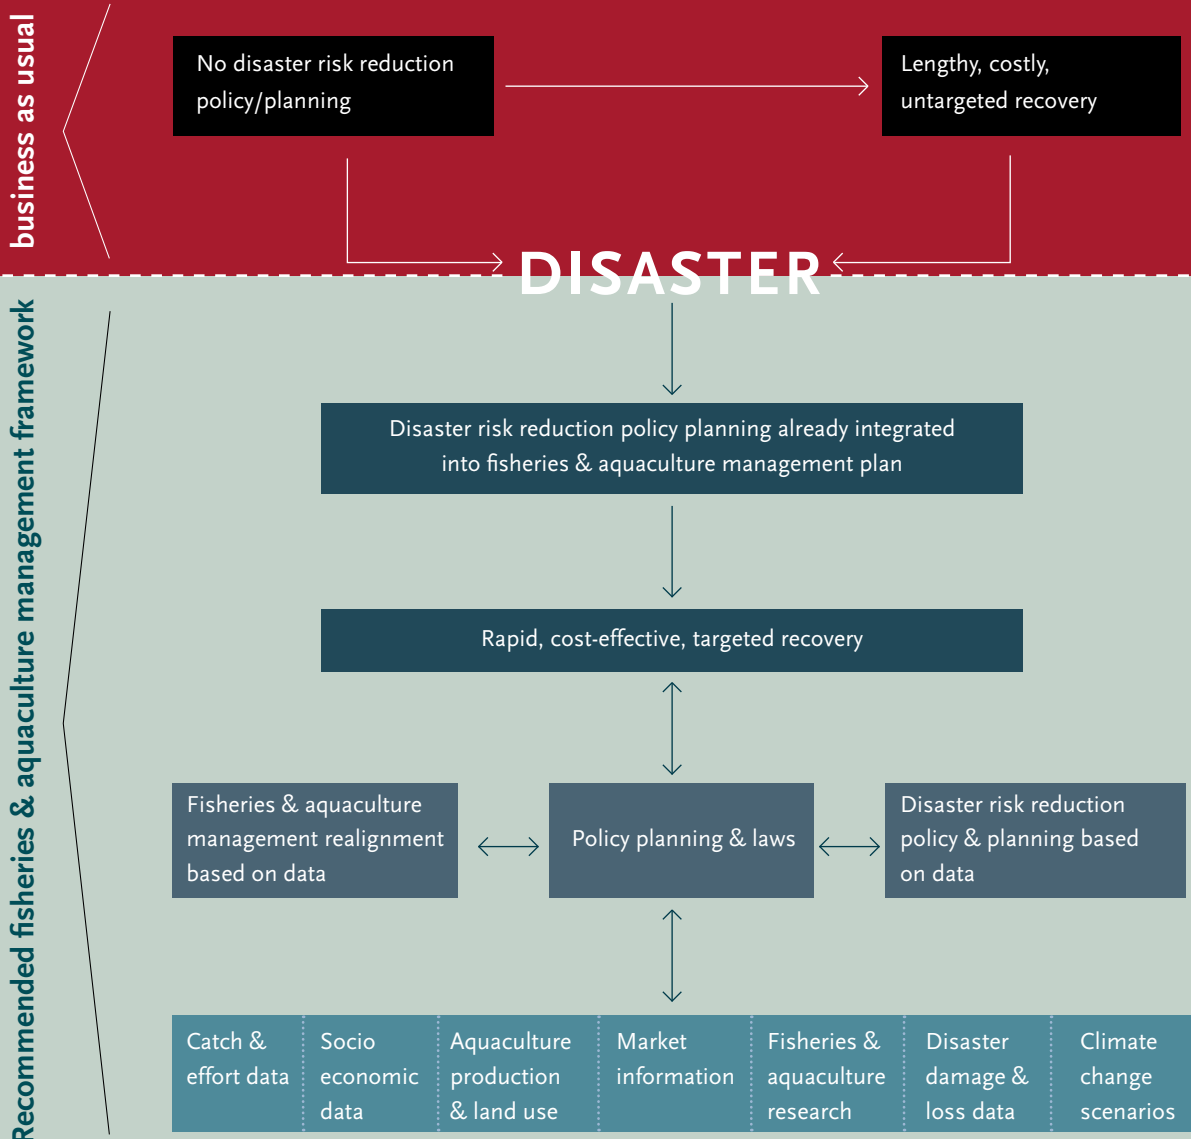 business as usual
No disaster risk reduction
policy/planning
Lengthy, costly,
untargeted recovery
DISASTER
Recommended fisheries & aquaculture management framework
Disaster risk reduction policy planning already integrated
into fisheries & aquaculture management plan
Rapid, cost-effective, targeted recovery
Fisheries & aquaculture
management realignment
based on data
Policy planning & laws
Disaster risk reduction
policy & planning based
on data
Catch &
effort data
Socio
economic
data
Aquaculture
production
& land use
Market
information
Fisheries &
aquaculture
research
Disaster
damage &
loss data
Climate
change
scenarios